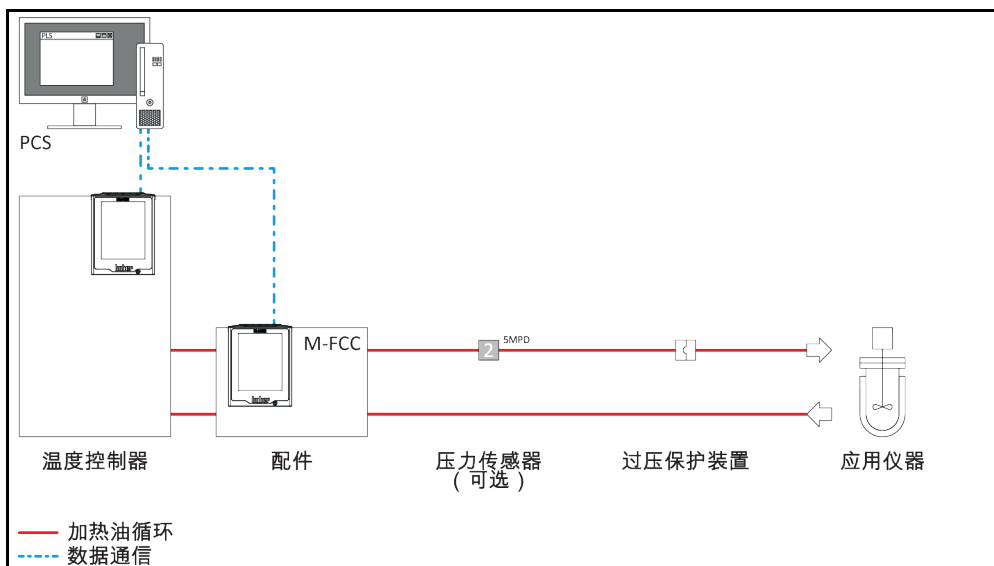 PLS
PCS
huber
M-FCC
huber
2
5MPD
温度控制器
配件
压力传感器
(可选)
过压保护装置
应用仪器
加热油循环
数据通信